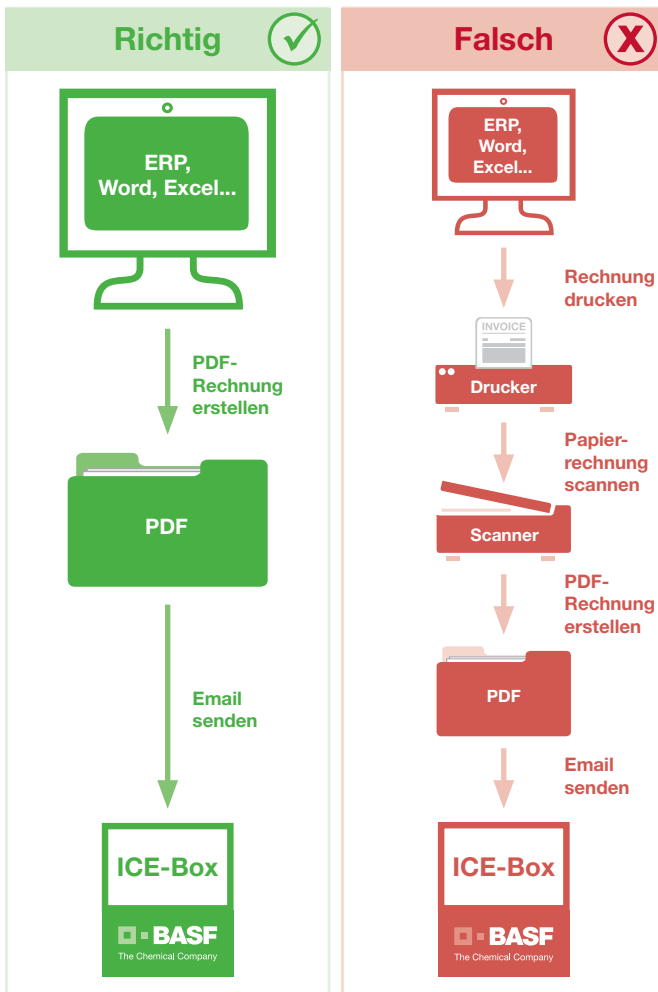 Richtig
ERP,
Word, Excel...
PDF-
Rechnung
erstellen
PDF
Email
senden
ICE-Box
BASF
The Chemical Company
Falsch
X
ERP,
Word,
Excel...
Rechnung
drucken
INVOICE
Drucker
Papier-
rechnung
scannen
Scanner
PDF-
Rechnung
erstellen
PDF
Email
senden
ICE-Box
BASF
The Chemical Company